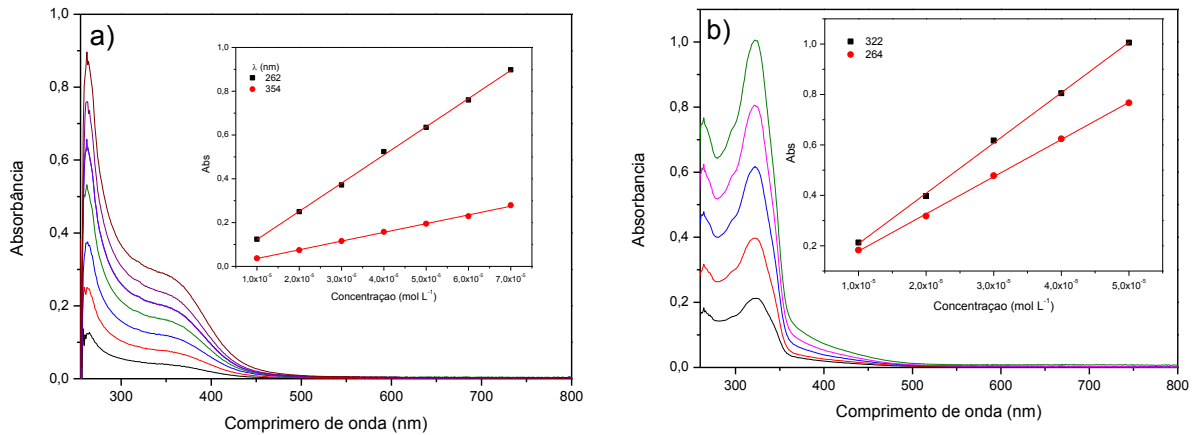 a)
Absorbância
1,0
0,8
0,6
0,4
0,2
0,0
300 400 500 600 700 800
Comprimero de onda (nm)
λ (nm)
262
354
Abs
1,0
0,8
0,6
0,4
0,2
0,0
1,0x10⁻⁵ 2,0x10⁻⁵ 3,0x10⁻⁵ 4,0x10⁻⁵ 5,0x10⁻⁵ 6,0x10⁻⁵ 7,0x10⁻⁵
Concentraçao (mol L⁻¹)
b)
Absorbância
1,0
0,8
0,6
0,4
0,2
0,0
300 400 500 600 700 800
Comprimento de onda (nm)
322
264
Abs
1,0
0,8
0,6
0,4
0,2
1,0x10⁻⁵ 2,0x10⁻⁵ 3,0x10⁻⁵ 4,0x10⁻⁵ 5,0x10⁻⁵
Concentraçao (mol L⁻¹)